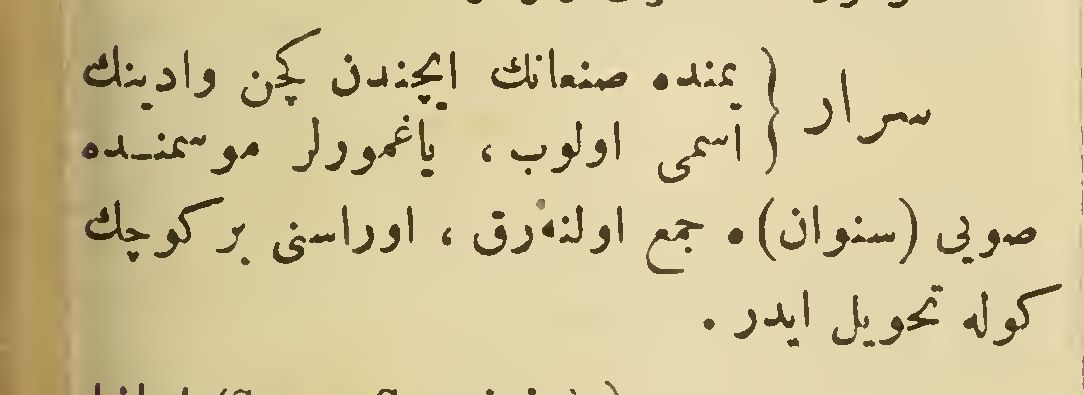 سرار { يمنده صنعانك ايچندن كچن وادينك
اسمى اولوب ، ياغمورلر موسمنـده
صويى (سنوان) ه جمع اولنه‌رق ، اوراسنى بر كوچك
كوله تحويل ايدر .